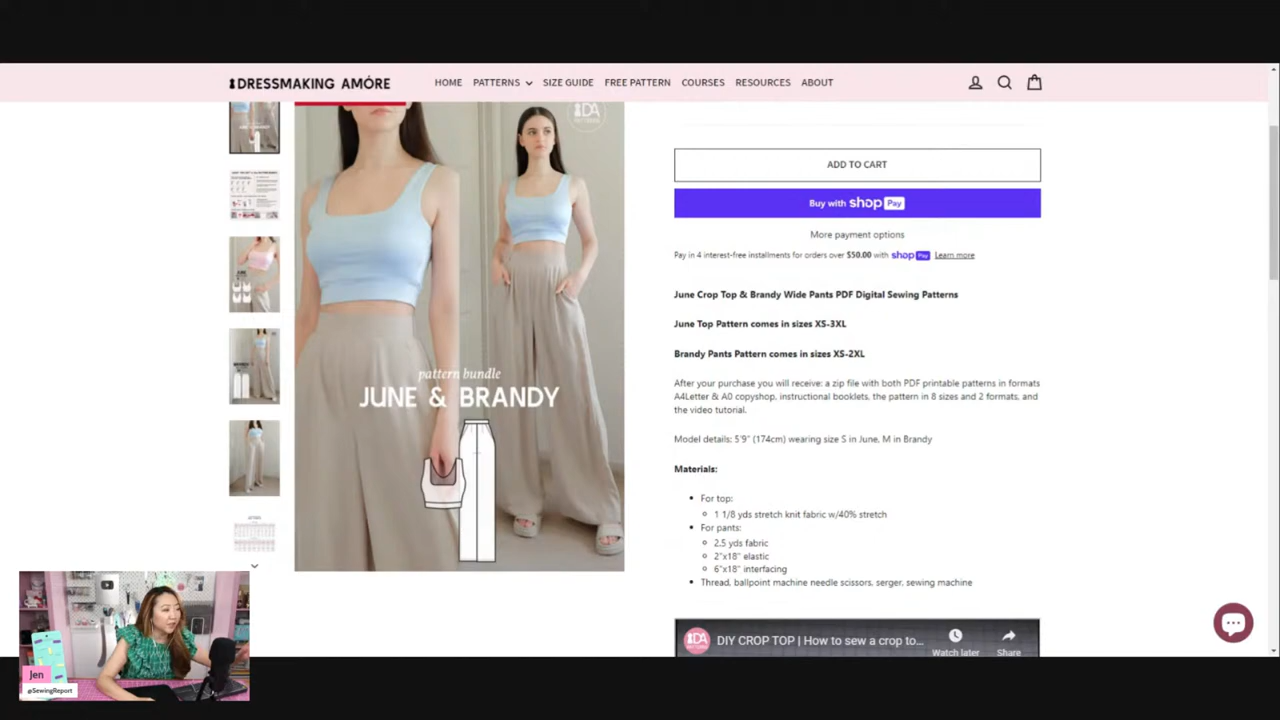 DRESSMAKING AMÓRE
HOME PATTERNS SIZE GUIDE FREE PATTERN COURSES RESOURCES ABOUT
DA
PATTERNS
pattern bundle
JUNE & BRANDY
ADD TO CART
Buy with shop Pay
More payment options
Pay in 4 interest-free installments for orders over $50.00 with shop Pay Learn more
June Crop Top & Brandy Wide Pants PDF Digital Sewing Patterns
June Top Pattern comes in sizes XS-3XL
Brandy Pants Pattern comes in sizes XS-2XL
After your purchase you will receive: a zip file with both PDF printable patterns in formats
A4Letter & A0 copyshop, instructional booklets, the pattern in 8 sizes and 2 formats, and
the video tutorial.
Model details: 5'9" (174cm) wearing size S in June, M in Brandy
Materials:
For top:
1 1/8 yds stretch knit fabric w/40% stretch
For pants:
2.5 yds fabric
2"x18" elastic
6"x18" interfacing
Thread, ballpoint machine needle scissors, serger, sewing machine
DA
DIY CROP TOP | How to sew a crop to...
Watch later Share
Jen
@SewingReport